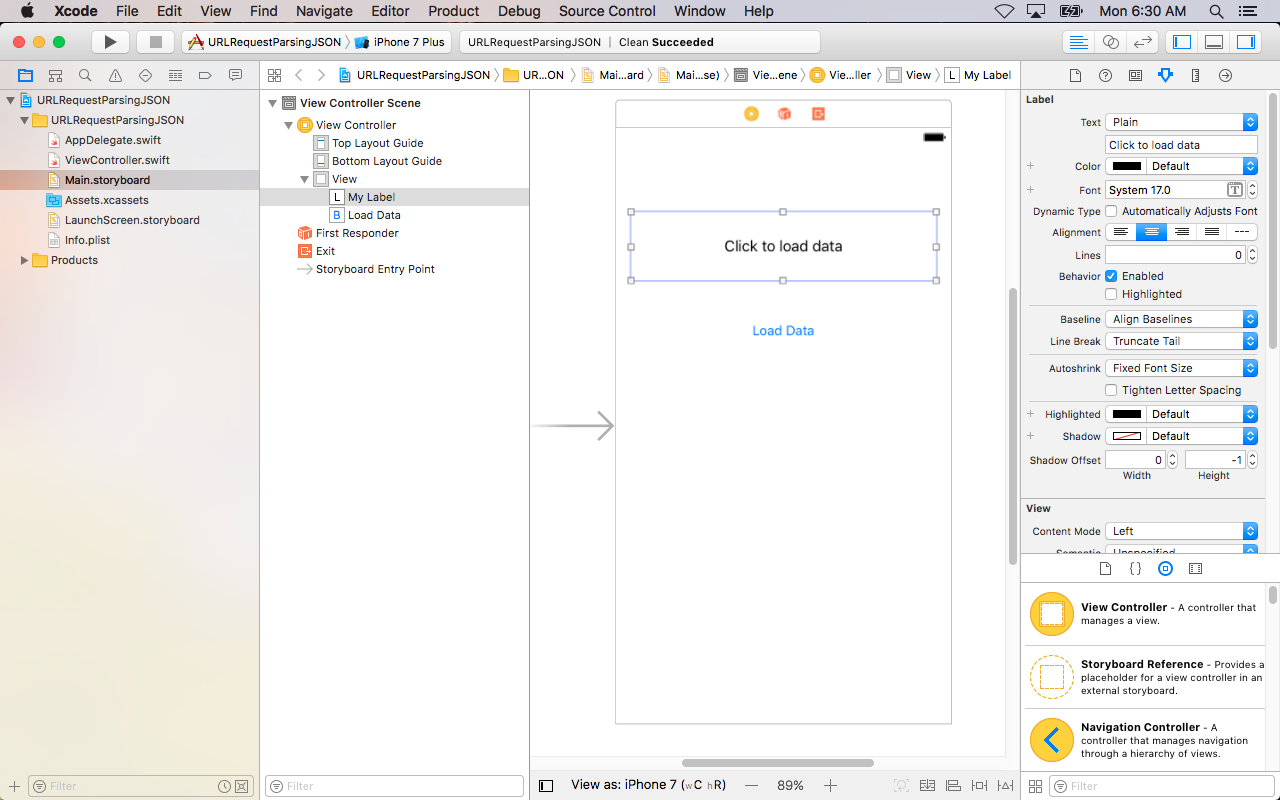 Xcode File Edit View Find Navigate Editor Product Debug Source Control Window Help Mon 6:30 AM
URLRequestParsingJSON iPhone 7 Plus URLRequestParsingJSON | Clean Succeeded
URLRequestParsingJSON UR...ON Mai...ard Mai...se) Vie...ene Vie...ller View L My Label
URLRequestParsingJSON
URLRequestParsingJSON
AppDelegate.swift
ViewController.swift
Main.storyboard
Assets.xcassets
LaunchScreen.storyboard
Info.plist
Products
Filter
View Controller Scene
View Controller
Top Layout Guide
Bottom Layout Guide
View
L My Label
B Load Data
First Responder
Exit
Storyboard Entry Point
Filter
Click to load data
Load Data
View as: iPhone 7 (wC hR) — 89% +
Label
Text Plain
Click to load data
Color Default
Font System 17.0 T
Dynamic Type Automatically Adjusts Font
Alignment
Lines 0
Behavior Enabled
Highlighted
Baseline Align Baselines
Line Break Truncate Tail
Autoshrink Fixed Font Size
Tighten Letter Spacing
Highlighted Default
Shadow Default
Shadow Offset 0 -1
Width Height
View
Content Mode Left
Semantic Unspecified
{}
View Controller - A controller that
manages a view.
Storyboard Reference - Provides a
placeholder for a view controller in an
external storyboard.
Navigation Controller - A
controller that manages navigation
through a hierarchy of views.
Filter